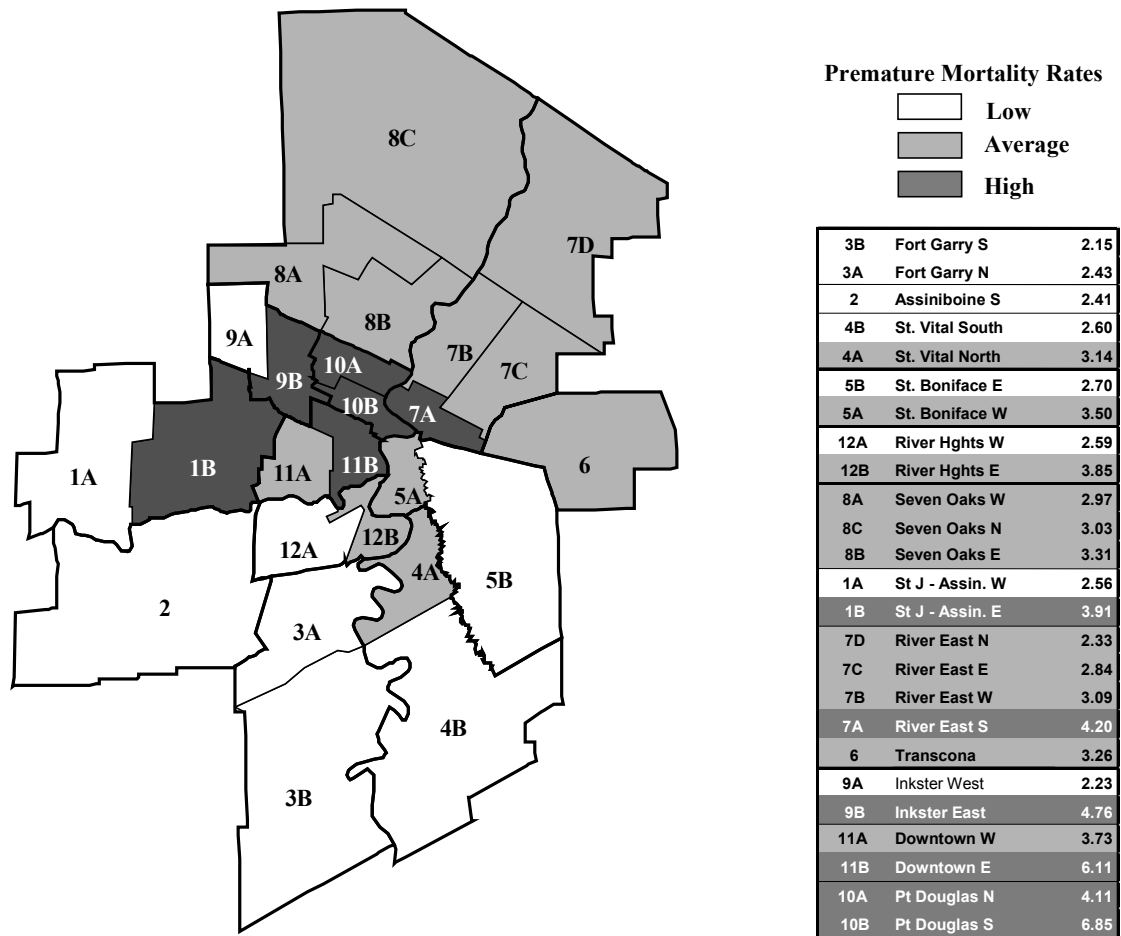 8C
7D
8A
8B
9A
7B
10A
7C
9B
10B
7A
1A
1B
11A
11B
6
5A
12B
12A
4A
5B
2
3A
4B
3B
Premature Mortality Rates
Low
Average
High
3B Fort Garry S 2.15
3A Fort Garry N 2.43
2 Assiniboine S 2.41
4B St. Vital South 2.60
4A St. Vital North 3.14
5B St. Boniface E 2.70
5A St. Boniface W 3.50
12A River Hghts W 2.59
12B River Hghts E 3.85
8A Seven Oaks W 2.97
8C Seven Oaks N 3.03
8B Seven Oaks E 3.31
1A St J - Assin. W 2.56
1B St J - Assin. E 3.91
7D River East N 2.33
7C River East E 2.84
7B River East W 3.09
7A River East S 4.20
6 Transcona 3.26
9A Inkster West 2.23
9B Inkster East 4.76
11A Downtown W 3.73
11B Downtown E 6.11
10A Pt Douglas N 4.11
10B Pt Douglas S 6.85